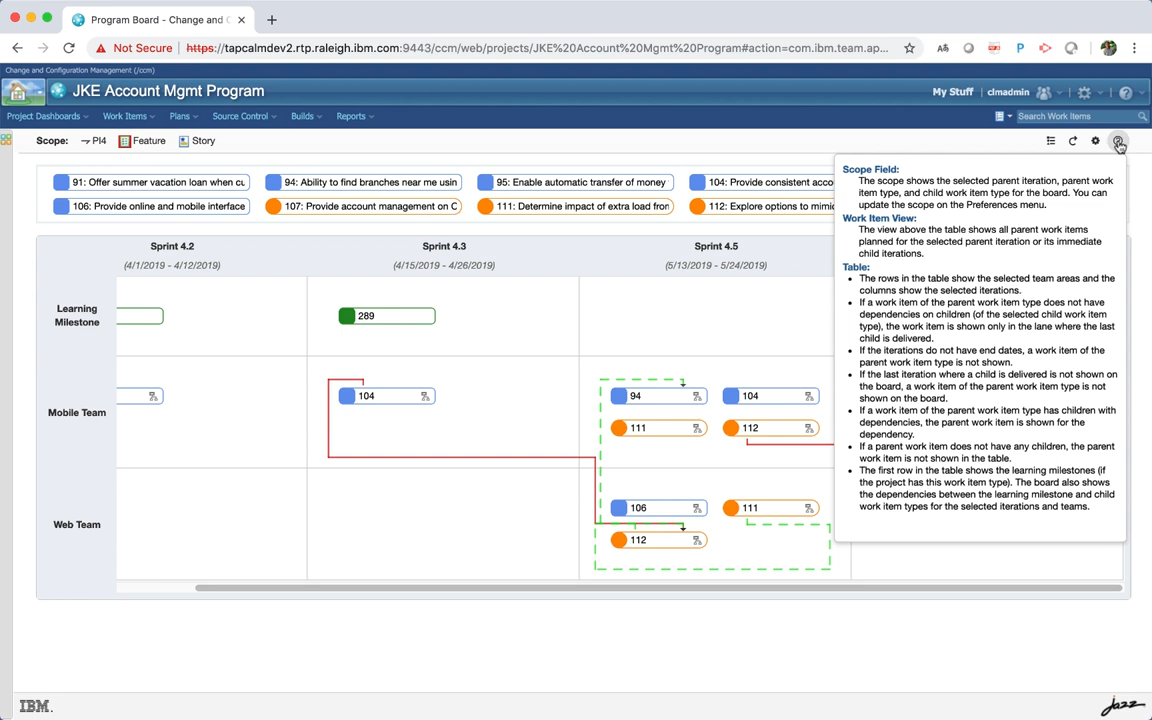 Program Board - Change and C
Not Secure https://tapcalmdev2.rtp.raleigh.ibm.com:9443/ccm/web/projects/JKE%20Account%20Mgmt%20Program#action=com.ibm.team.ap...
Change and Configuration Management (/ccm)
JKE Account Mgmt Program
My Stuff | clmadmin
Project Dashboards Work Items Plans Source Control Builds Reports
Search Work Items
Scope: PI4 Feature Story
91: Offer summer vacation loan when cu
94: Ability to find branches near me usin
95: Enable automatic transfer of money
104: Provide consistent acco
106: Provide online and mobile interface
107: Provide account management on C
111: Determine impact of extra load fron
112: Explore options to mimic
Sprint 4.2
(4/1/2019 - 4/12/2019)
Sprint 4.3
(4/15/2019 - 4/26/2019)
Sprint 4.5
(5/13/2019 - 5/24/2019)
Learning
Milestone
289
Mobile Team
104
94
104
111
112
Web Team
106
111
112
Scope Field:
The scope shows the selected parent iteration, parent work
item type, and child work item type for the board. You can
update the scope on the Preferences menu.
Work Item View:
The view above the table shows all parent work items
planned for the selected parent iteration or its immediate
child iterations.
Table:
• The rows in the table show the selected team areas and the
columns show the selected iterations.
• If a work item of the parent work item type does not have
dependencies on children (of the selected child work item
type), the work item is shown only in the lane where the last
child is delivered.
• If the iterations do not have end dates, a work item of the
parent work item type is not shown.
• If the last iteration where a child is delivered is not shown on
the board, a work item of the parent work item type is not
shown on the board.
• If a work item of the parent work item type has children with
dependencies, the parent work item is shown for the
dependency.
• If a parent work item does not have any children, the parent
work item is not shown in the table.
• The first row in the table shows the learning milestones (if
the project has this work item type). The board also shows
the dependencies between the learning milestone and child
work item types for the selected iterations and teams.
IBM.
jazz